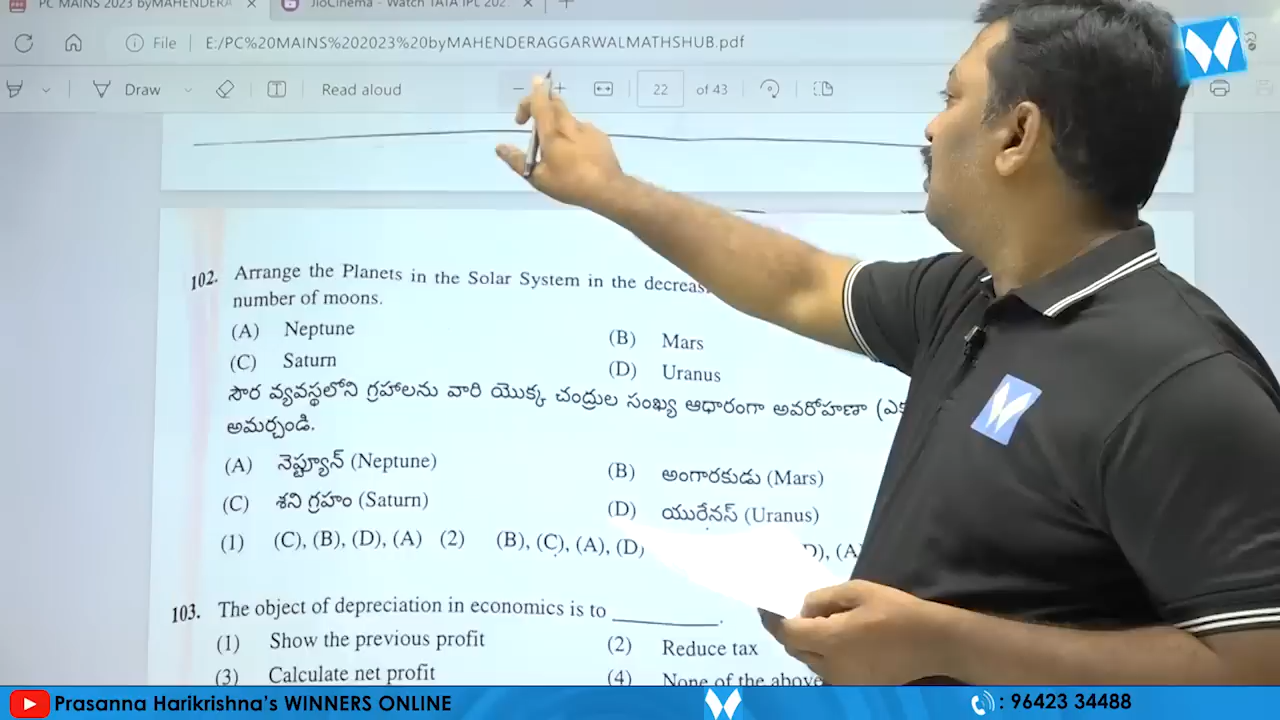 PC MAINS 2023 byMAHENDERA
JioCinema - Watch TATA IPL 202
File E:/PC%20MAINS%202023%20byMAHENDERAGGARWALMATHSHUB.pdf
Draw Read aloud 22 of 43
102. Arrange the Planets in the Solar System in the decreas
number of moons.
(A) Neptune (B) Mars
(C) Saturn (D) Uranus
సౌర వ్యవస్థలోని గ్రహాలను వారి యొక్క చంద్రుల సంఖ్య ఆధారంగా అవరోహణా
అమర్చండి.
(A) నెప్ట్యూన్ (Neptune) (B) అంగారకుడు (Mars)
(C) శని గ్రహం (Saturn) (D) యురేనస్ (Uranus)
(1) (C), (B), (D), (A) (2) (B), (C), (A), (D)
103. The object of depreciation in economics is to ________.
(1) Show the previous profit (2) Reduce tax
(3) Calculate net profit (4) None of the above
Prasanna Harikrishna's WINNERS ONLINE : 96423 34488